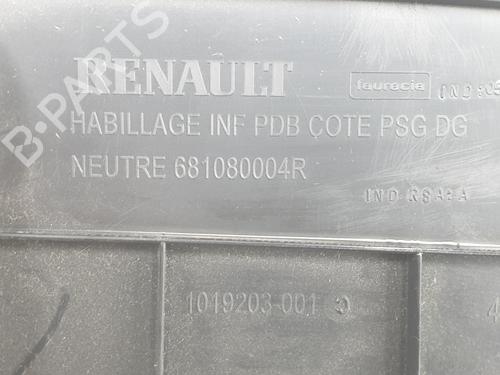 RENAULT
faurecia
HABILLAGE INF PDB COTE PSG DG
NEUTRE 681080004R
1019203-001
B-PARTS